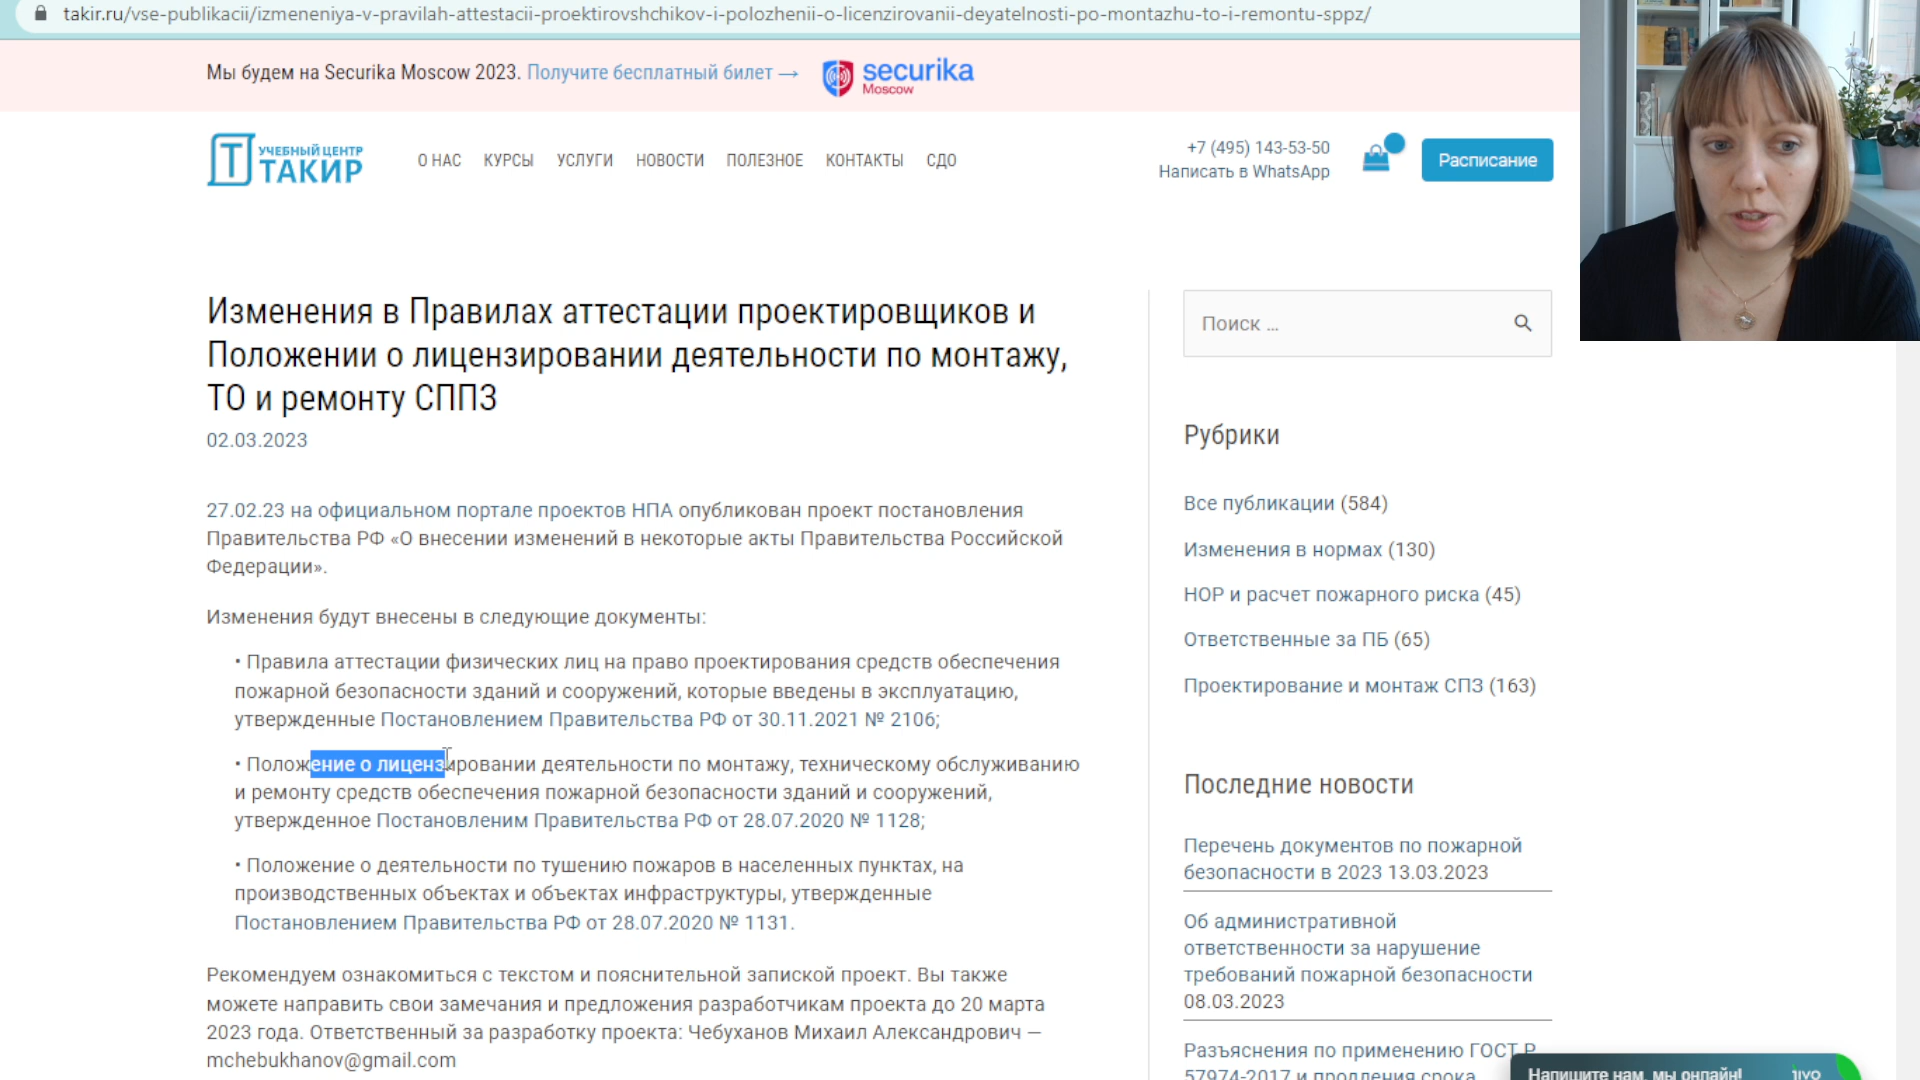 takir.ru/vse-publikacii/izmeneniya-v-pravilah-attestacii-proektirovshchikov-i-polozhenii-o-licenzirovanii-deyatelnosti-po-montazhu-to-i-remontu-sppz/
Мы будем на Securika Moscow 2023. Получите бесплатный билет →
securika
Moscow
УЧЕБНЫЙ ЦЕНТР
ТАКИР
О НАС КУРСЫ УСЛУГИ НОВОСТИ ПОЛЕЗНОЕ КОНТАКТЫ СДО
+7 (495) 143-53-50
Написать в WhatsApp
Расписание
Изменения в Правилах аттестации проектировщиков и
Положении о лицензировании деятельности по монтажу,
ТО и ремонту СППЗ
02.03.2023
27.02.23 на официальном портале проектов НПА опубликован проект постановления
Правительства РФ «О внесении изменений в некоторые акты Правительства Российской
Федерации».
Изменения будут внесены в следующие документы:
• Правила аттестации физических лиц на право проектирования средств обеспечения
пожарной безопасности зданий и сооружений, которые введены в эксплуатацию,
утвержденные Постановлением Правительства РФ от 30.11.2021 № 2106;
• Положение о лицензировании деятельности по монтажу, техническому обслуживанию
и ремонту средств обеспечения пожарной безопасности зданий и сооружений,
утвержденное Постановлением Правительства РФ от 28.07.2020 № 1128;
• Положение о деятельности по тушению пожаров в населенных пунктах, на
производственных объектах и объектах инфраструктуры, утвержденные
Постановлением Правительства РФ от 28.07.2020 № 1131.
Рекомендуем ознакомиться с текстом и пояснительной запиской проект. Вы также
можете направить свои замечания и предложения разработчикам проекта до 20 марта
2023 года. Ответственный за разработку проекта: Чебуханов Михаил Александрович —
mchebukhanov@gmail.com
Поиск ...
Рубрики
Все публикации (584)
Изменения в нормах (130)
НОР и расчет пожарного риска (45)
Ответственные за ПБ (65)
Проектирование и монтаж СПЗ (163)
Последние новости
Перечень документов по пожарной
безопасности в 2023 13.03.2023
Об административной
ответственности за нарушение
требований пожарной безопасности
08.03.2023
Разъяснения по применению ГОСТ Р
57974-2017 и продления срока
Напишите нам, мы онлайн!
jivo